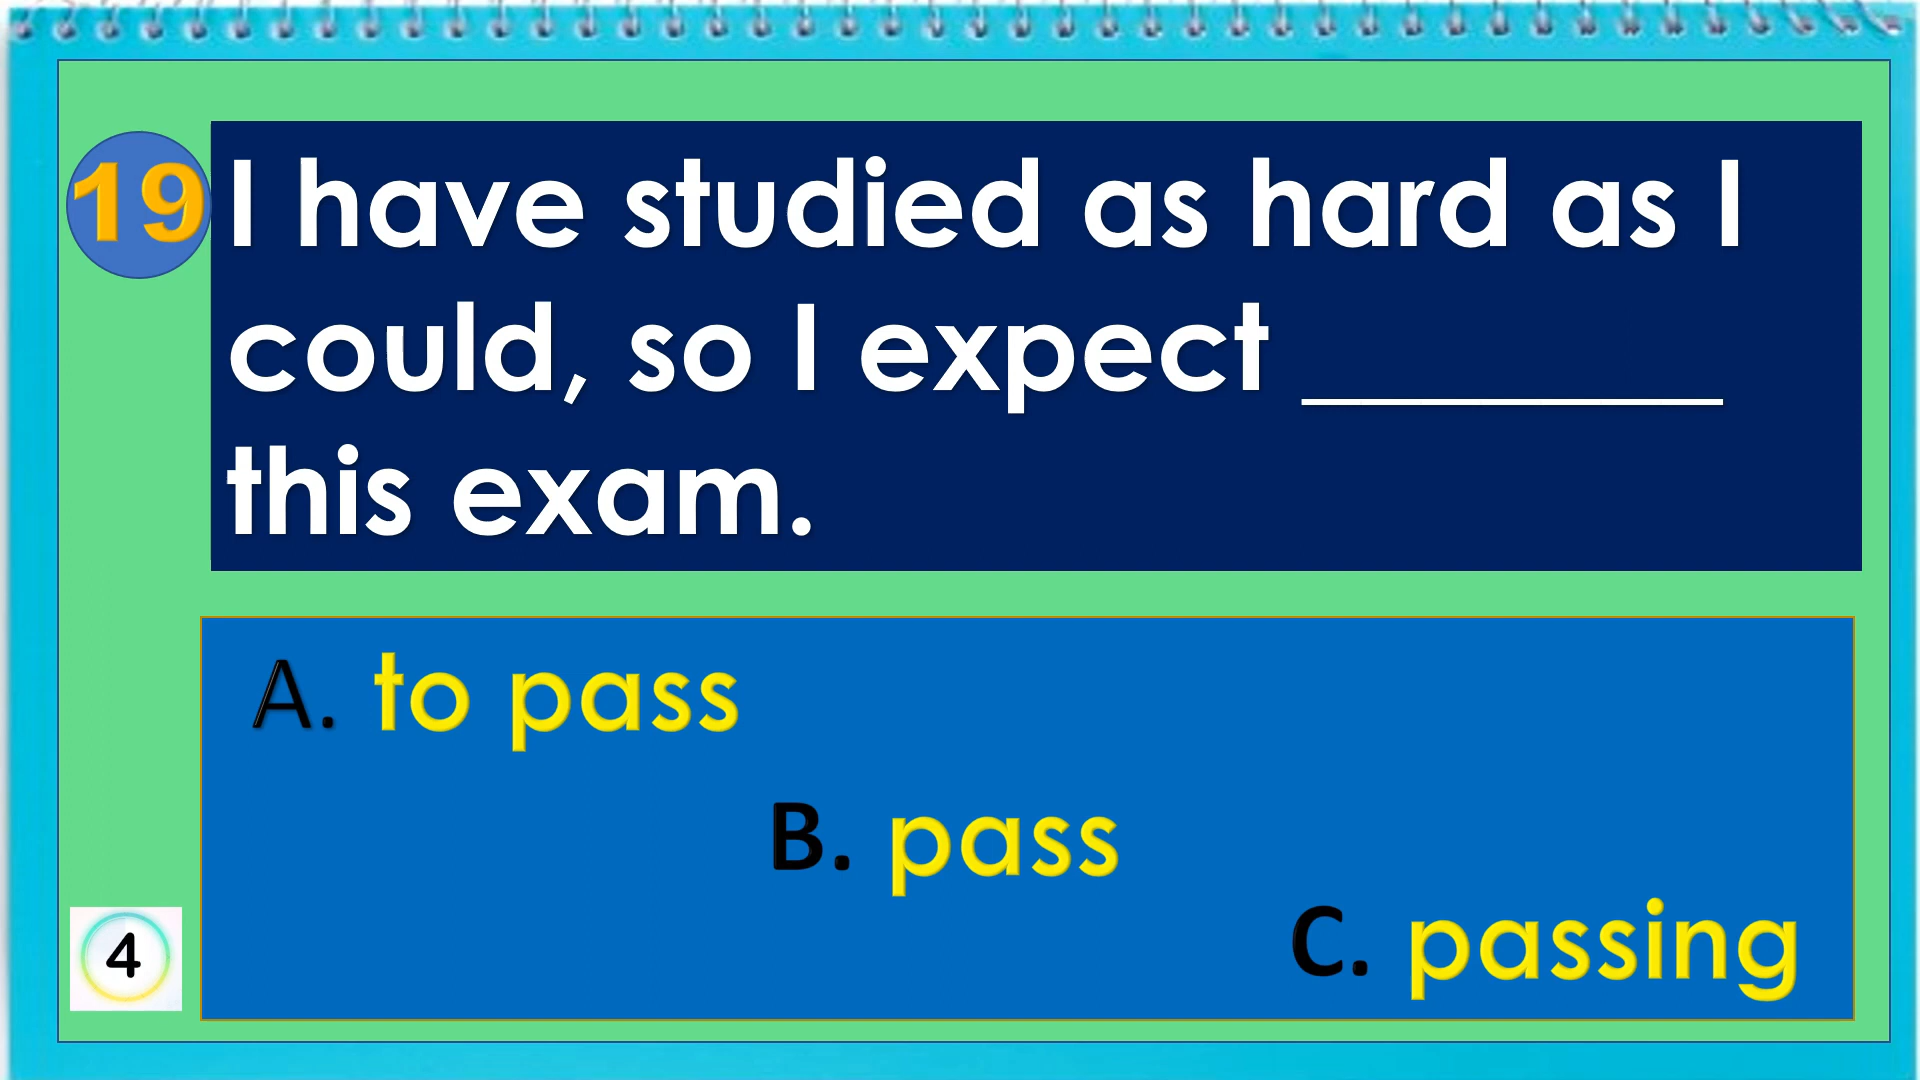 19 I have studied as hard as I
could, so I expect ________
this exam.
A. to pass
B. pass
C. passing
4